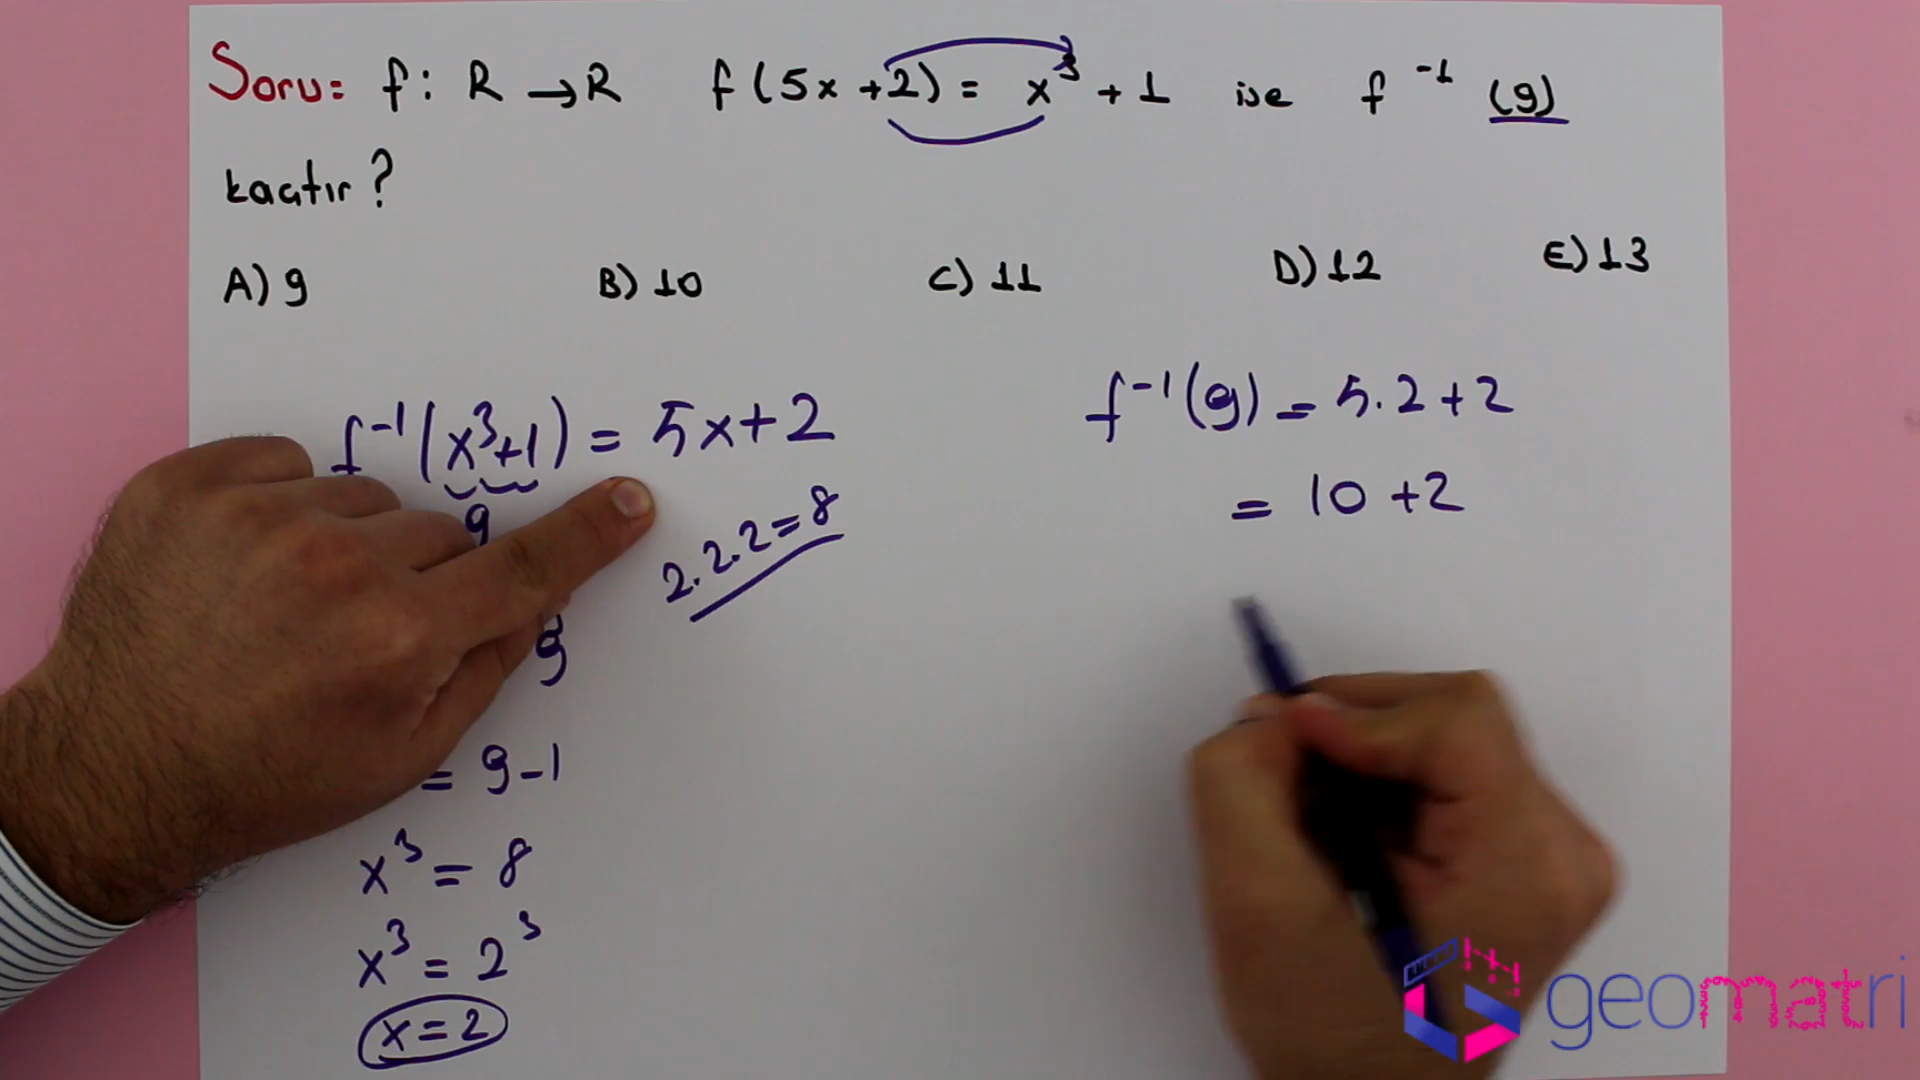 Soru: f: R → R f(5x+2) = x³ + 1 ise f⁻¹ (9)
kaçtır?
A) 9 B) 10 C) 11 D) 12 E) 13
f⁻¹(x³+1) = 5x+2
9
2.2.2=8
9
= 9-1
x³ = 8
x³ = 2³
x=2
f⁻¹(9) = 5.2+2
= 10+2
geomatri